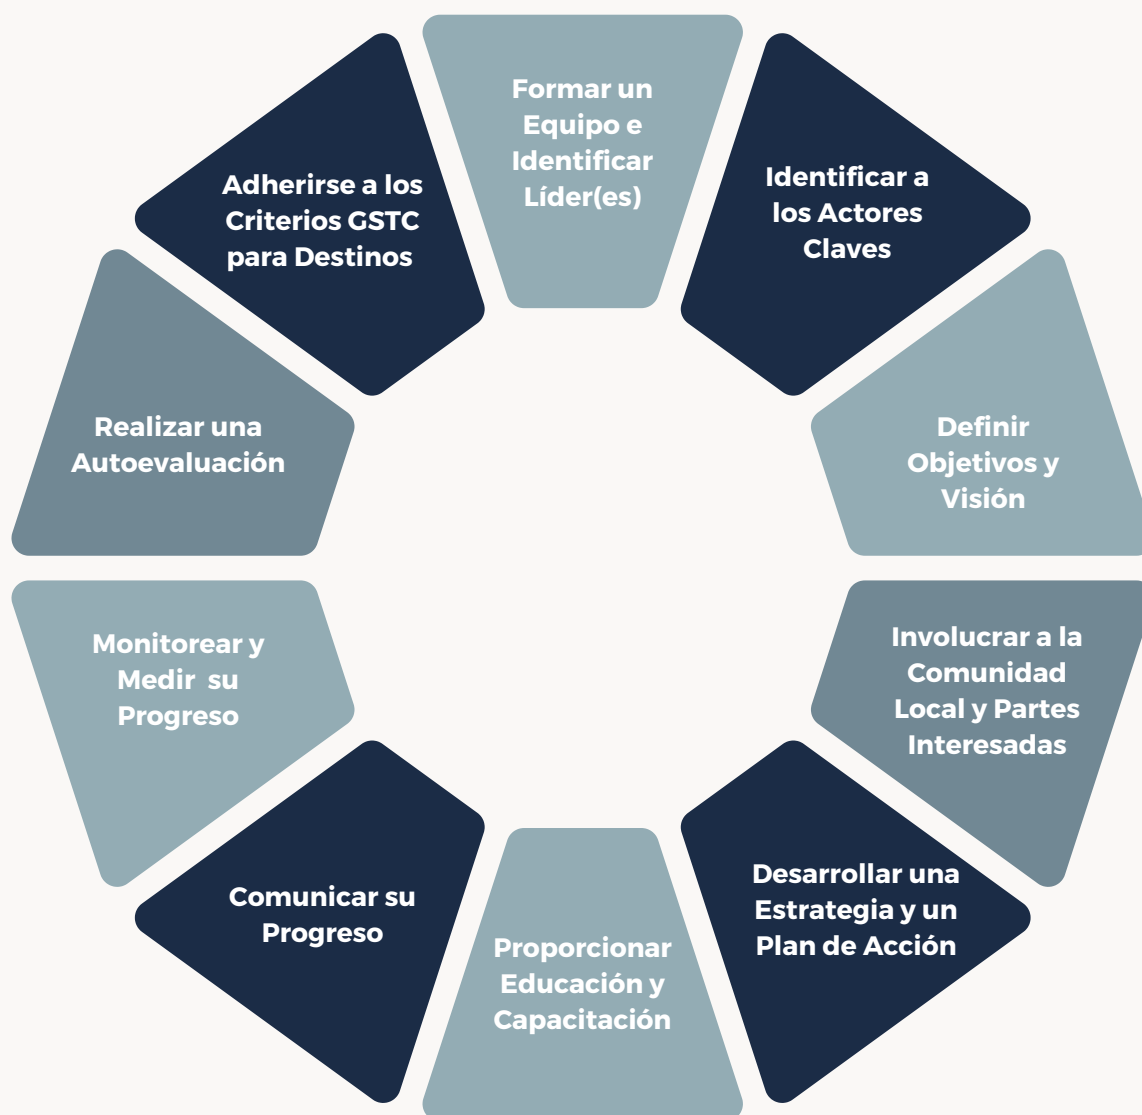 Formar un
Equipo e
Identificar
Líder(es)
Identificar a
los Actores
Claves
Definir
Objetivos y
Visión
Involucrar a la
Comunidad
Local y Partes
Interesadas
Desarrollar una
Estrategia y un
Plan de Acción
Proporcionar
Educación y
Capacitación
Comunicar su
Progreso
Monitorear y
Medir su
Progreso
Realizar una
Autoevaluación
Adherirse a los
Criterios GSTC
para Destinos